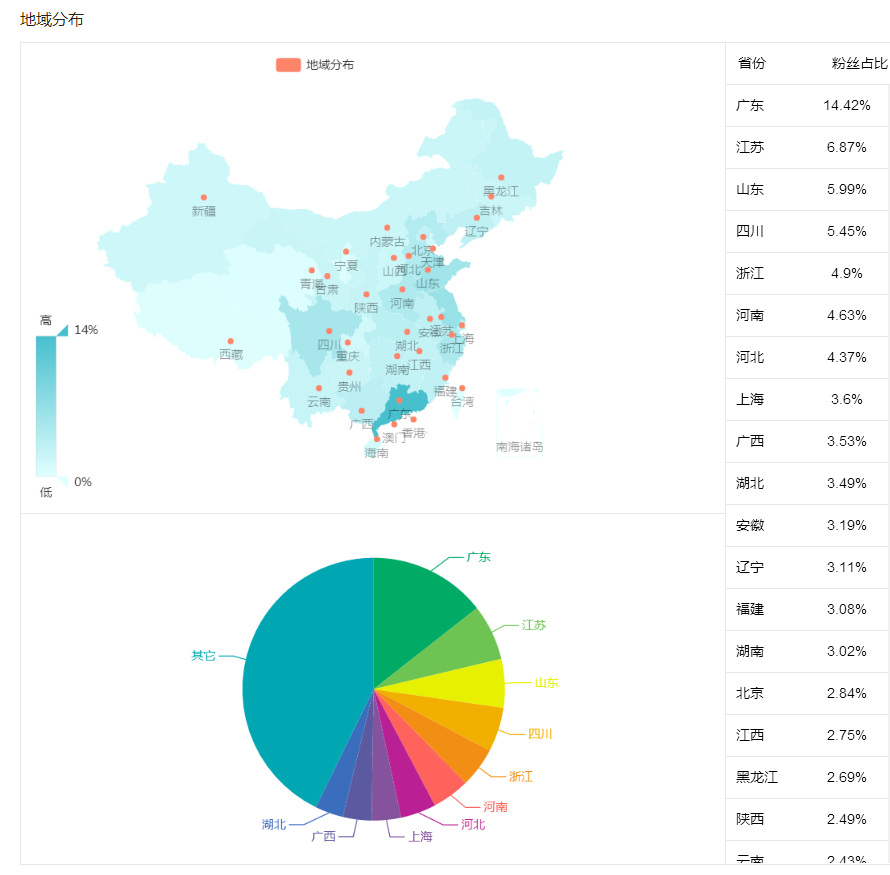 地域分布
地域分布
黑龙江
新疆
吉林
辽宁
内蒙古
北京
天津
宁夏
山西
河北
青海
甘肃
山东
陕西
河南
高
14%
安徽
江苏
上海
四川
湖北
浙江
西藏
重庆
湖南
江西
贵州
福建
云南
台湾
广东
广西
香港
澳门
海南
南海诸岛
0%
低
广东
江苏
其它
山东
四川
浙江
河南
湖北
河北
广西
上海
省份 粉丝占比
广东 14.42%
江苏 6.87%
山东 5.99%
四川 5.45%
浙江 4.9%
河南 4.63%
河北 4.37%
上海 3.6%
广西 3.53%
湖北 3.49%
安徽 3.19%
辽宁 3.11%
福建 3.08%
湖南 3.02%
北京 2.84%
江西 2.75%
黑龙江 2.69%
陕西 2.49%
云南 2.43%